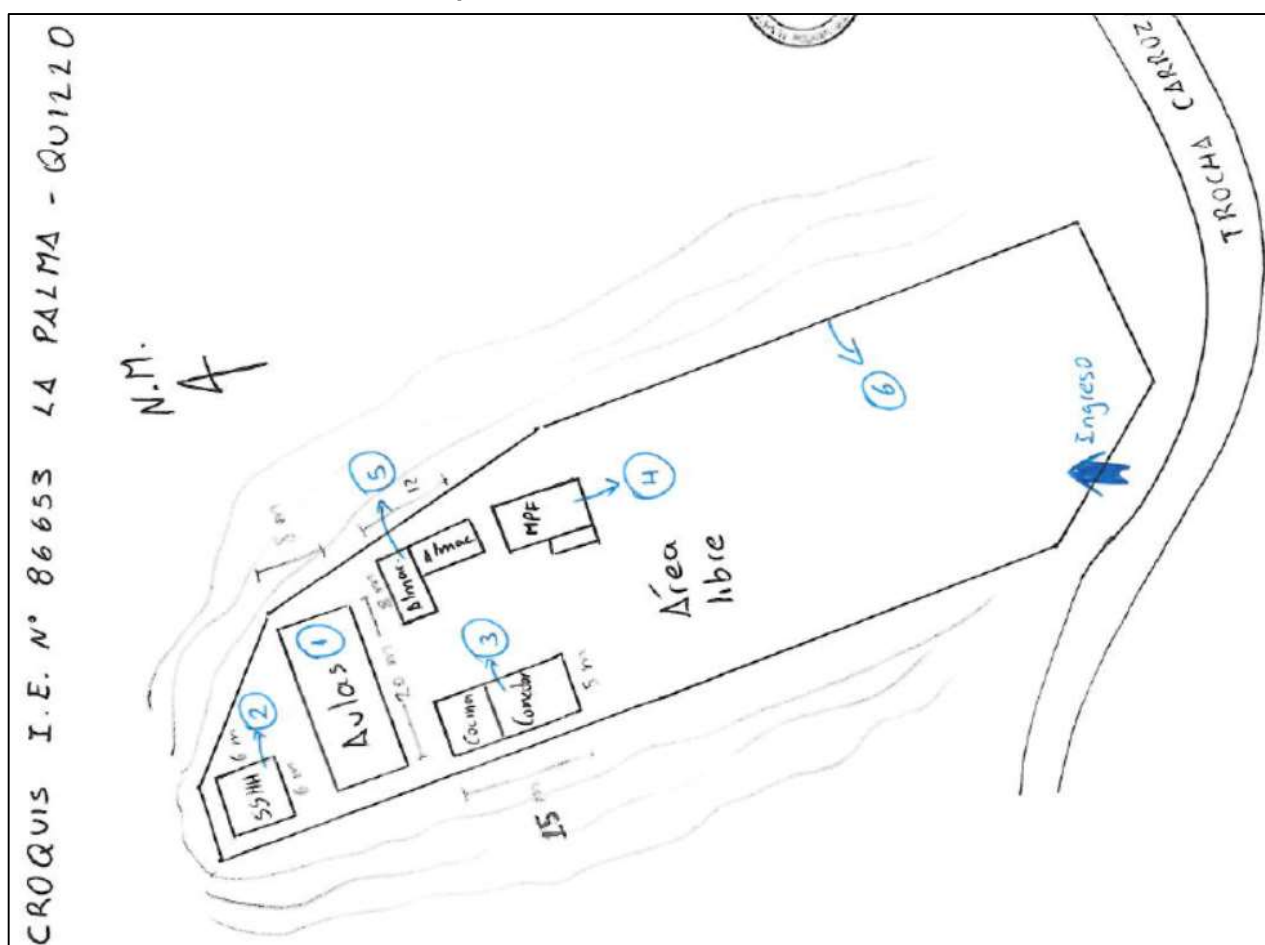 CROQUIS I.E. N° 86653 LA PALMA - QUIZZO
N.M.
TROCHA CARROZ
5 m
5
12
2
6 m
SSHH
6 m
1
Aulas
20 m
8 m
Almac.
Almac
MPF
4
3
Cocina
Comedor
5 m
15 m
Área
libre
6
Ingreso